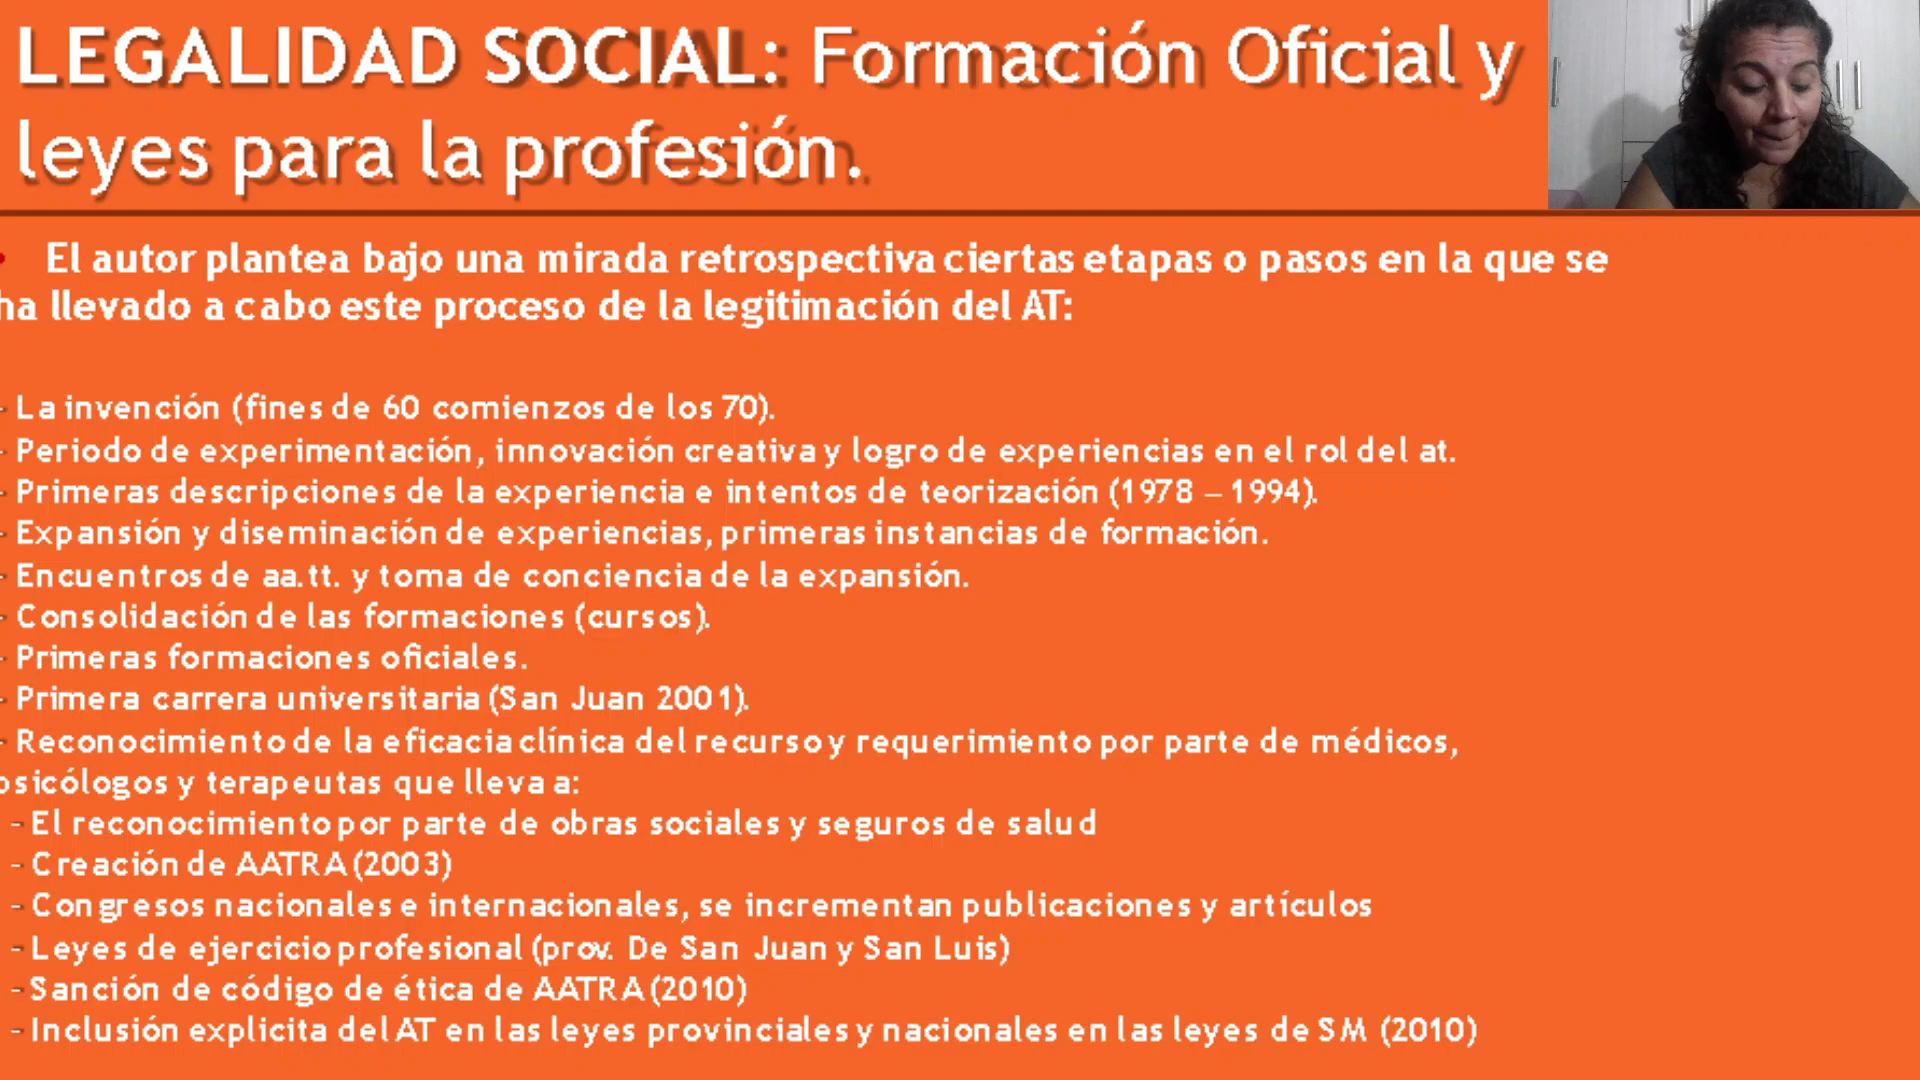 LEGALIDAD SOCIAL: Formación Oficial y
leyes para la profesión.
• El autor plantea bajo una mirada retrospectiva ciertas etapas o pasos en la que se
ha llevado a cabo este proceso de la legitimación del AT:
- La invención (fines de 60 comienzos de los 70).
- Periodo de experimentación, innovación creativa y logro de experiencias en el rol del at.
- Primeras descripciones de la experiencia e intentos de teorización (1978 – 1994).
- Expansión y diseminación de experiencias, primeras instancias de formación.
- Encuentros de aa.tt. y toma de conciencia de la expansión.
- Consolidación de las formaciones (cursos).
- Primeras formaciones oficiales.
- Primera carrera universitaria (San Juan 2001).
- Reconocimiento de la eficacia clínica del recurso y requerimiento por parte de médicos,
psicólogos y terapeutas que lleva a:
- El reconocimiento por parte de obras sociales y seguros de salud
- Creación de AATRA (2003)
- Congresos nacionales e internacionales, se incrementan publicaciones y artículos
- Leyes de ejercicio profesional (prov. De San Juan y San Luis)
- Sanción de código de ética de AATRA (2010)
- Inclusión explicita del AT en las leyes provinciales y nacionales en las leyes de SM (2010)